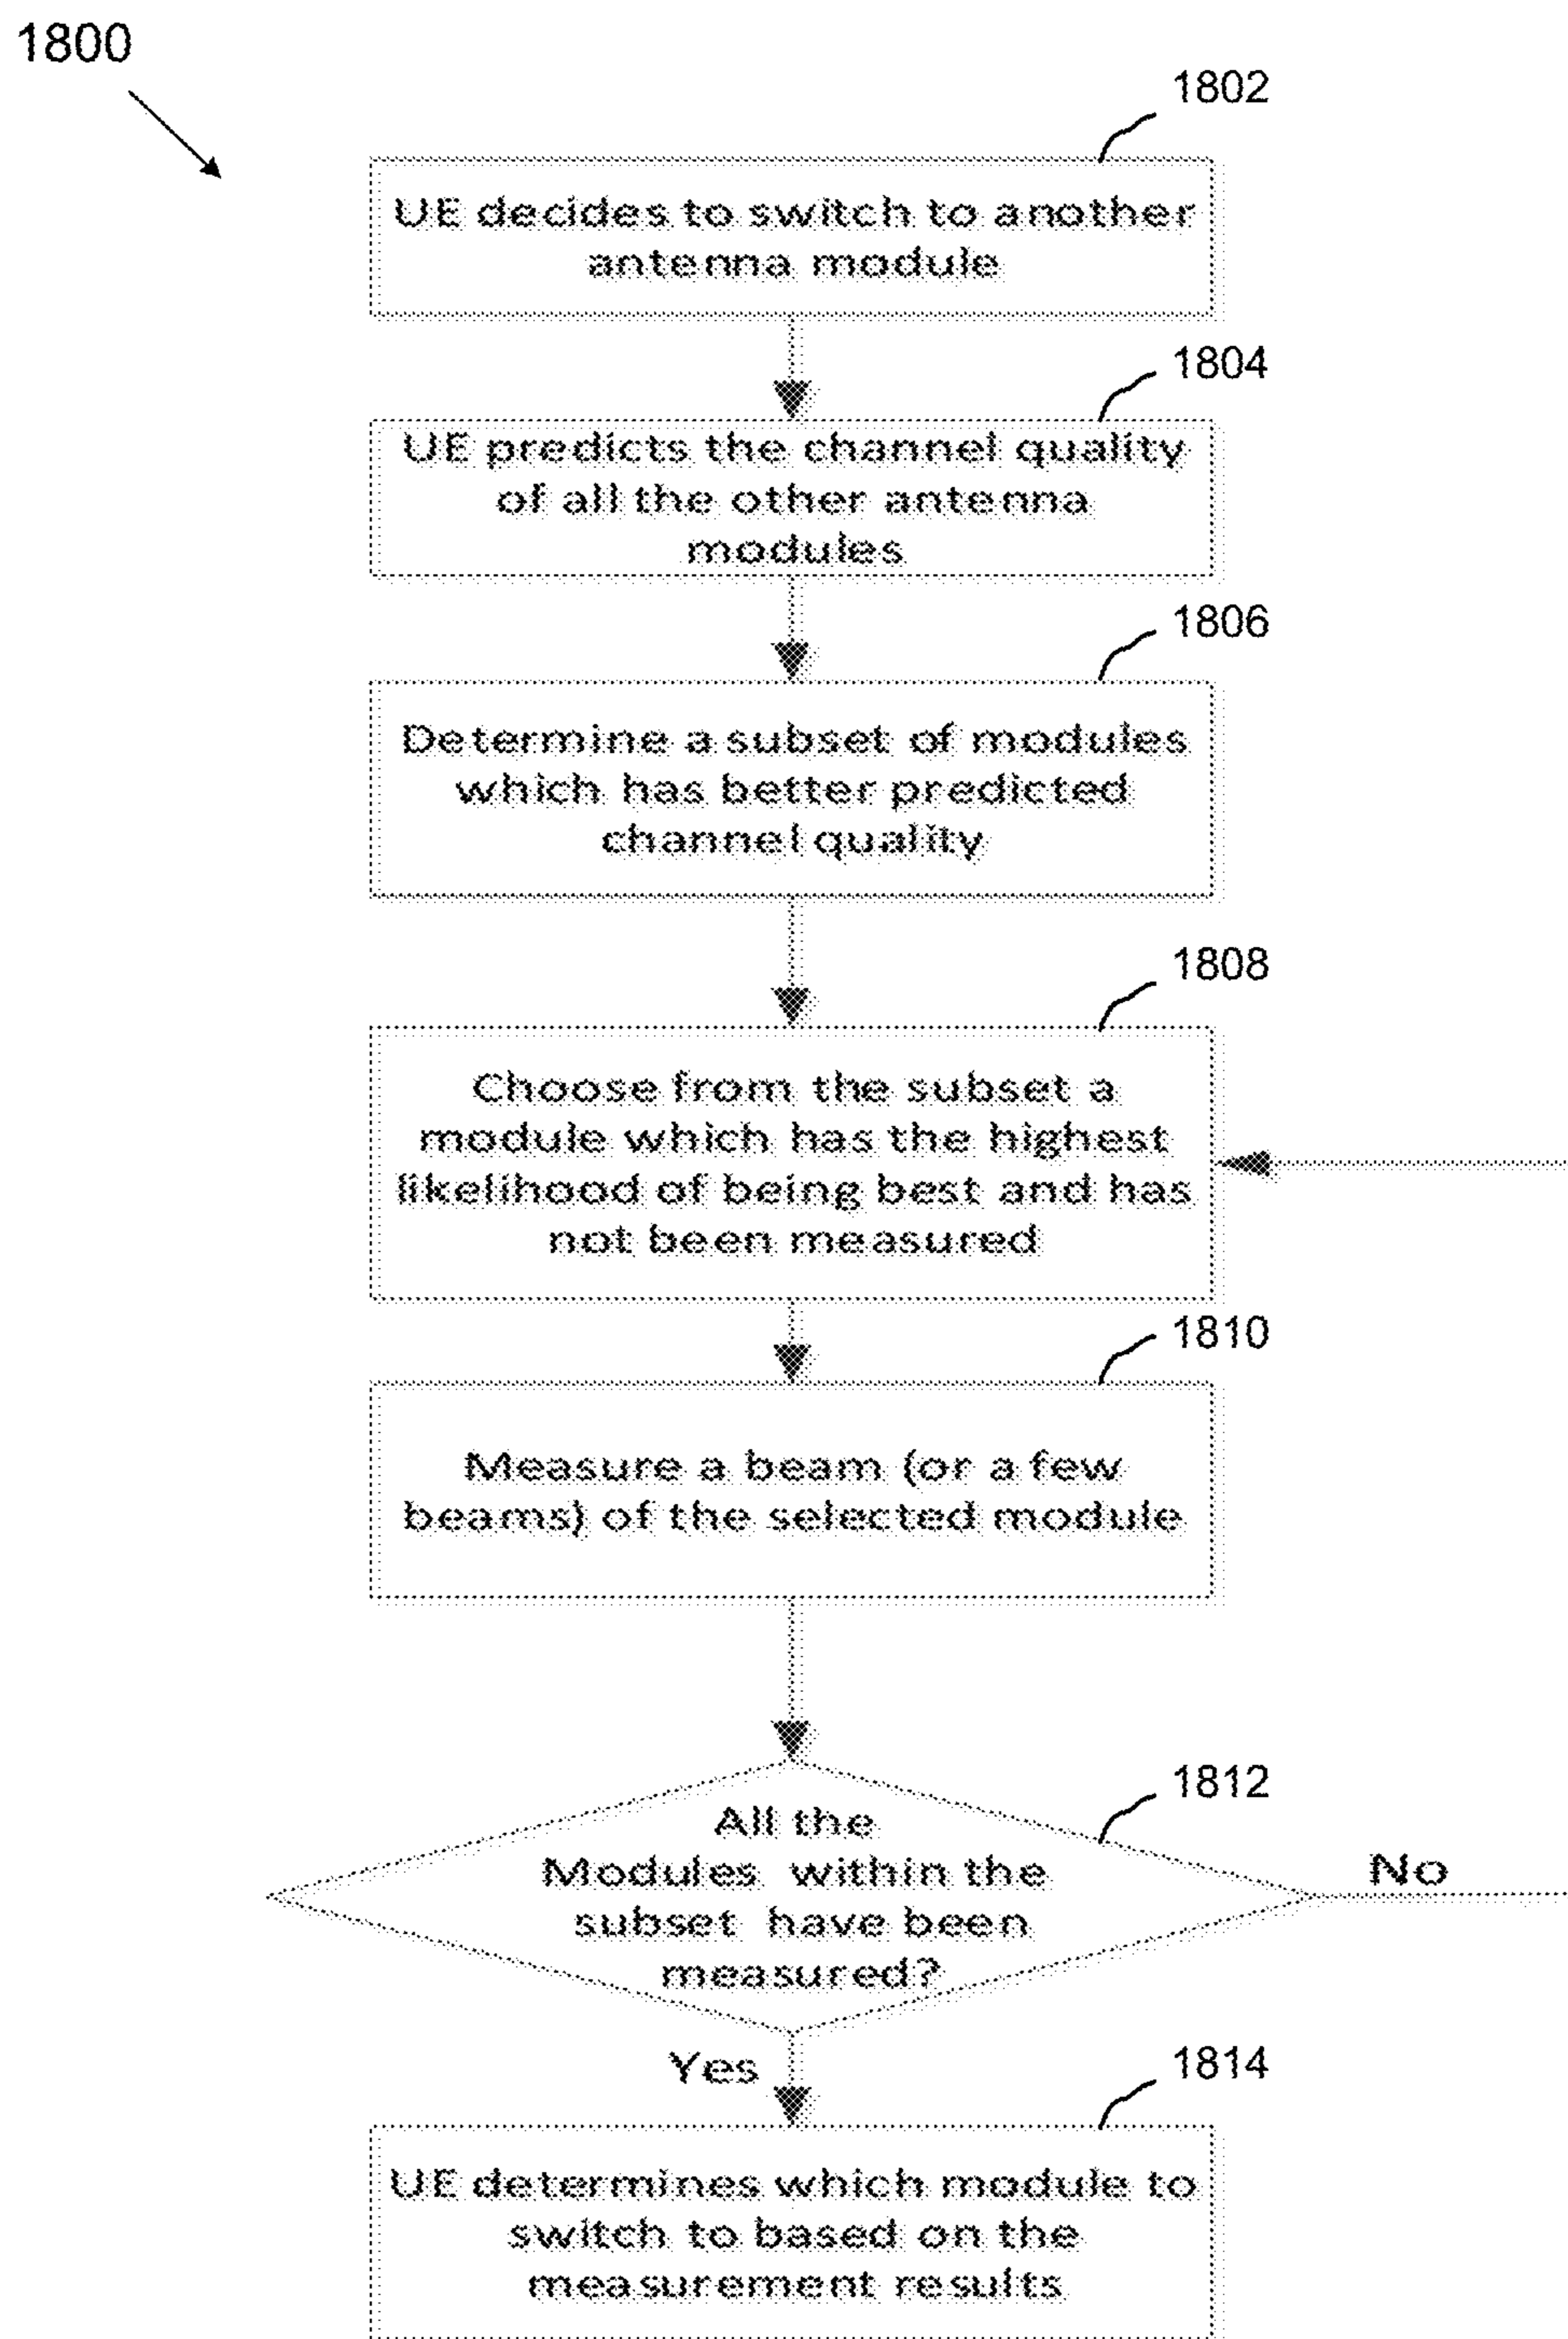 1800
1802
UE decides to switch to another
antenna module
1804
UE predicts the channel quality
of all the other antenna
modules
1806
Determine a subset of modules
which has better predicted
channel quality
1808
Choose from the subset a
module which has the highest
likelihood of being best and has
not been measured
1810
Measure a beam (or a few
beams) of the selected module
1812
All the
Modules within the
subset have been
measured?
No
Yes
1814
UE determines which module to
switch to based on the
measurement results